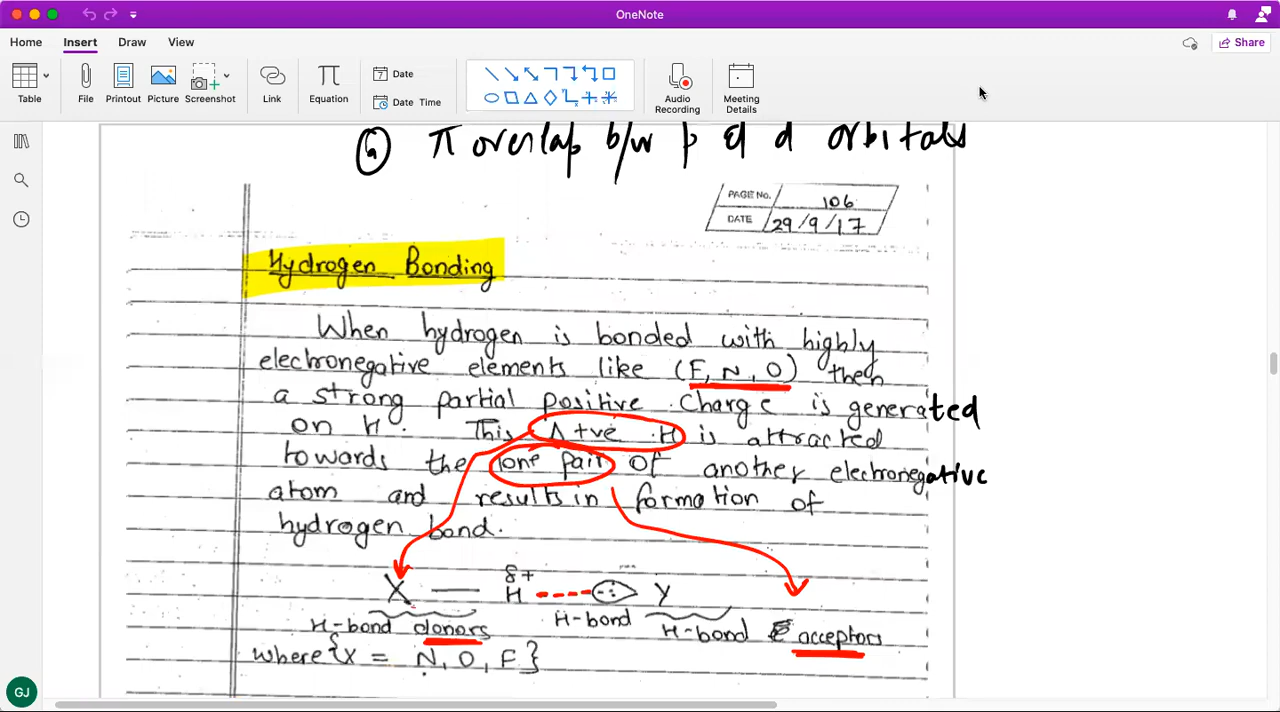 OneNote
Home Insert Draw View
Share
Table File Printout Picture Screenshot Link Equation Date Date Time Audio Recording Meeting Details
π overlap b/w p & d orbitals
PAGE No. 106
DATE 29/9/17
Hydrogen Bonding
When hydrogen is bonded with highly
electronegative elements like (F, N, O) then
a strong partial positive charge is generated
on H. This Δ +ve H is attracted
towards the lone pair of another electronegative
atom and results in formation of
hydrogen bond.
δ+
X — H ---- : Y
H-bond donors H-bond H-bond acceptors
where {X = N, O, F}
GJ